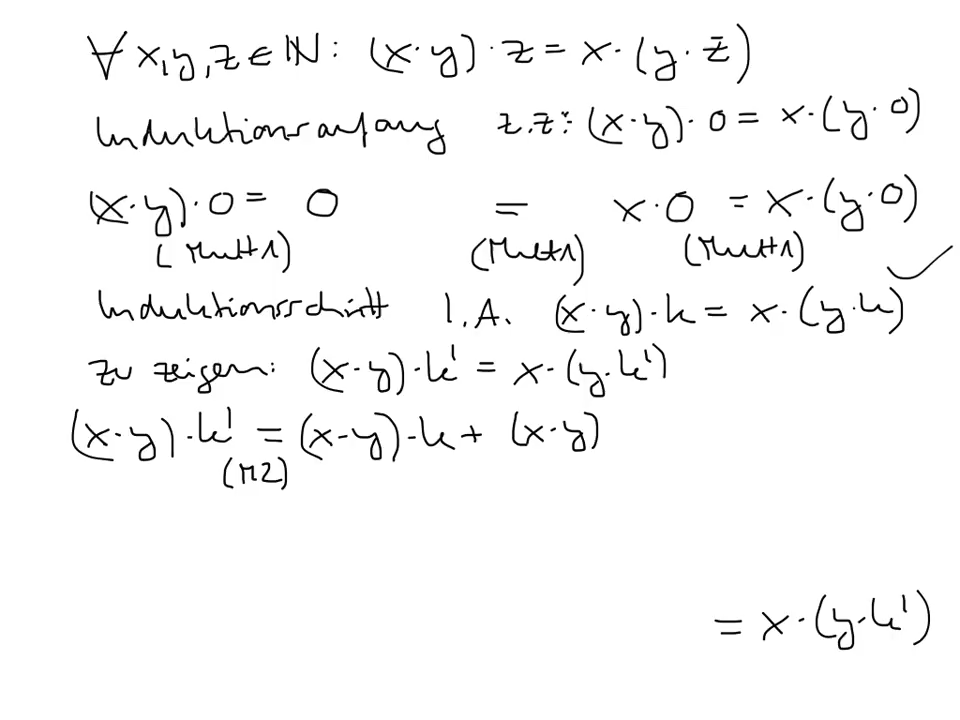 ∀ x,y,z ∈ ℕ : (x·y)·z = x·(y·z)
Induktionsanfang z.z: (x·y)·0 = x·(y·0)
(x·y)·0 = 0 = x·0 = x·(y·0)
(Mult1) (Mult1) (Mult1) ✓
Induktionsschritt I.A. (x·y)·k = x·(y·k)
zu zeigen: (x·y)·k' = x·(y·k')
(x·y)·k' = (x·y)·k + (x·y)
(M2)
= x·(y·k')